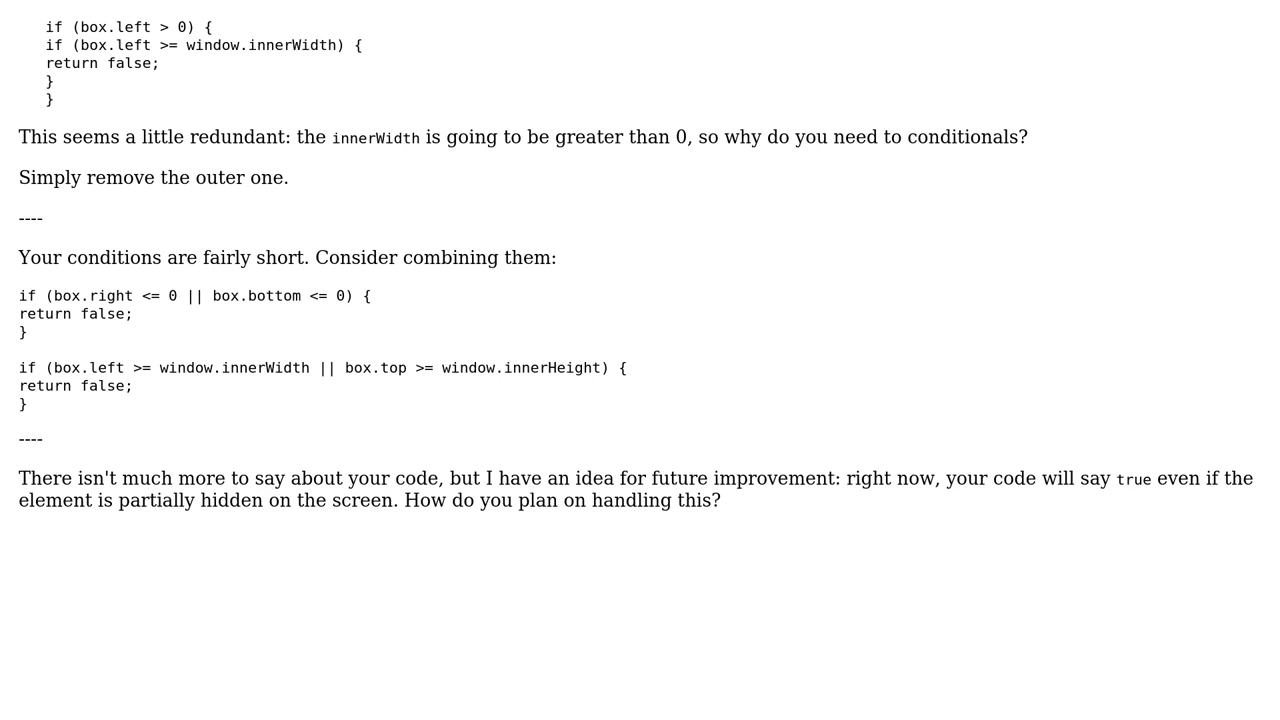 if (box.left > 0) {
if (box.left >= window.innerWidth) {
return false;
}
}
This seems a little redundant: the innerWidth is going to be greater than 0, so why do you need to conditionals?
Simply remove the outer one.
----
Your conditions are fairly short. Consider combining them:
if (box.right <= 0 || box.bottom <= 0) {
return false;
}
if (box.left >= window.innerWidth || box.top >= window.innerHeight) {
return false;
}
----
There isn't much more to say about your code, but I have an idea for future improvement: right now, your code will say true even if the
element is partially hidden on the screen. How do you plan on handling this?